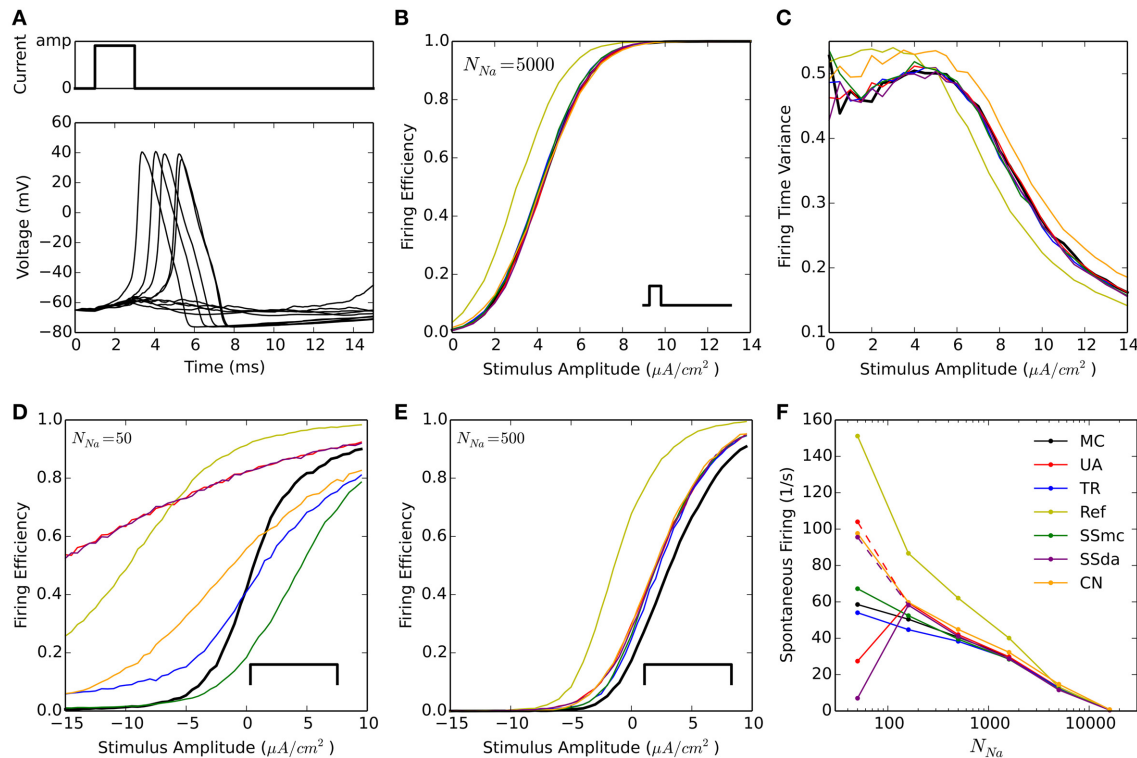 A
Current
amp
0
Voltage (mV)
60
40
20
0
−20
−40
−60
−80
0 2 4 6 8 10 12 14
Time (ms)
B
N_Na=5000
Firing Efficiency
1.0
0.8
0.6
0.4
0.2
0.0
0 2 4 6 8 10 12 14
Stimulus Amplitude (μA/cm²)
C
Firing Time Variance
0.5
0.4
0.3
0.2
0.1
0 2 4 6 8 10 12 14
Stimulus Amplitude (μA/cm²)
D
N_Na=50
Firing Efficiency
1.0
0.8
0.6
0.4
0.2
0.0
−15 −10 −5 0 5 10
Stimulus Amplitude (μA/cm²)
E
N_Na=500
Firing Efficiency
1.0
0.8
0.6
0.4
0.2
0.0
−15 −10 −5 0 5 10
Stimulus Amplitude (μA/cm²)
F
Spontaneous Firing (1/s)
160
140
120
100
80
60
40
20
0
MC
UA
TR
Ref
SSmc
SSda
CN
100 1000 10000
N_Na